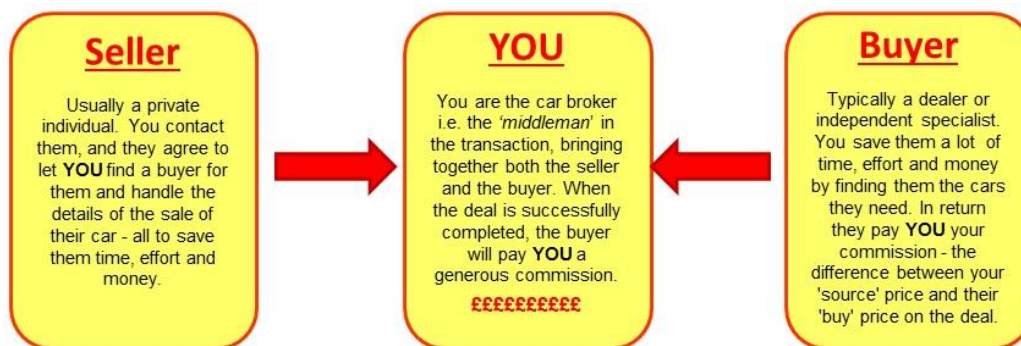 Seller
Usually a private
individual. You contact
them, and they agree to
let YOU find a buyer for
them and handle the
details of the sale of
their car - all to save
them time, effort and
money.
YOU
You are the car broker
i.e. the 'middleman' in
the transaction, bringing
together both the seller
and the buyer. When
the deal is successfully
completed, the buyer
will pay YOU a
generous commission.
££££££££££
Buyer
Typically a dealer or
independent specialist.
You save them a lot of
time, effort and money
by finding them the cars
they need. In return
they pay YOU your
commission - the
difference between your
'source' price and their
'buy' price on the deal.